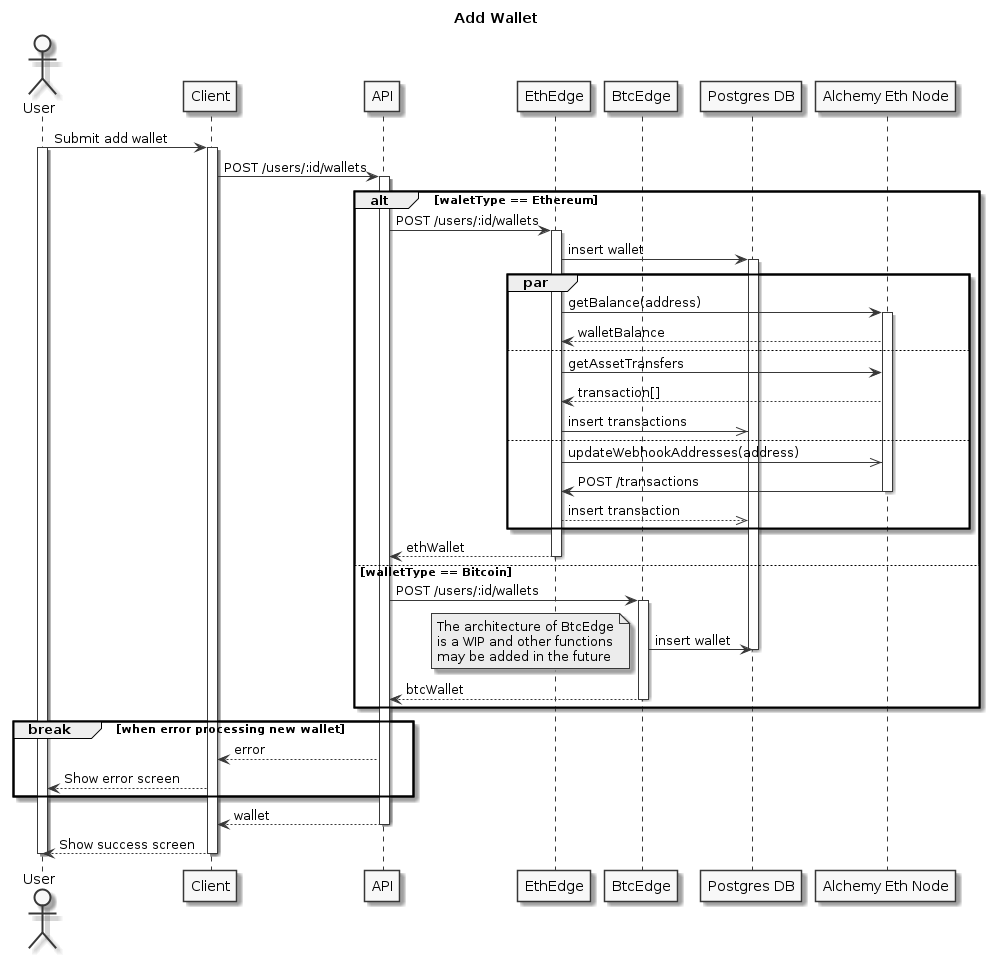 Add Wallet
User
Client
API
EthEdge
BtcEdge
Postgres DB
Alchemy Eth Node
Submit add wallet
POST /users/:id/wallets
alt
[waletType == Ethereum]
POST /users/:id/wallets
insert wallet
par
getBalance(address)
walletBalance
getAssetTransfers
transaction[]
insert transactions
updateWebhookAddresses(address)
POST /transactions
insert transaction
ethWallet
[walletType == Bitcoin]
POST /users/:id/wallets
The architecture of BtcEdge
is a WIP and other functions
may be added in the future
insert wallet
btcWallet
break
[when error processing new wallet]
error
Show error screen
wallet
Show success screen
User
Client
API
EthEdge
BtcEdge
Postgres DB
Alchemy Eth Node